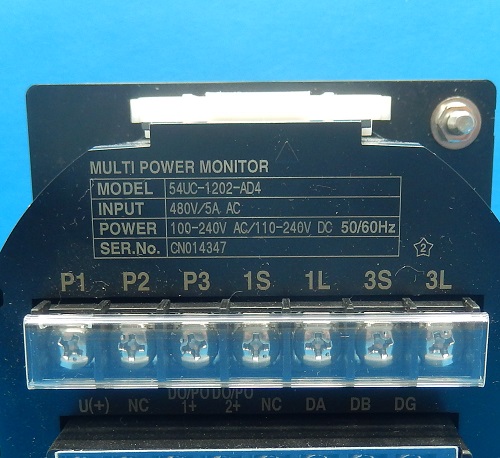 MULTI POWER MONITOR
MODEL 54UC-1202-AD4
INPUT 480V/5A AC
POWER 100-240V AC/110-240V DC 50/60Hz
SER.No. CN014347
2
P1 P2 P3 1S 1L 3S 3L
DO/PO DO/PO
U(+) NC 1+ 2+ NC DA DB DG